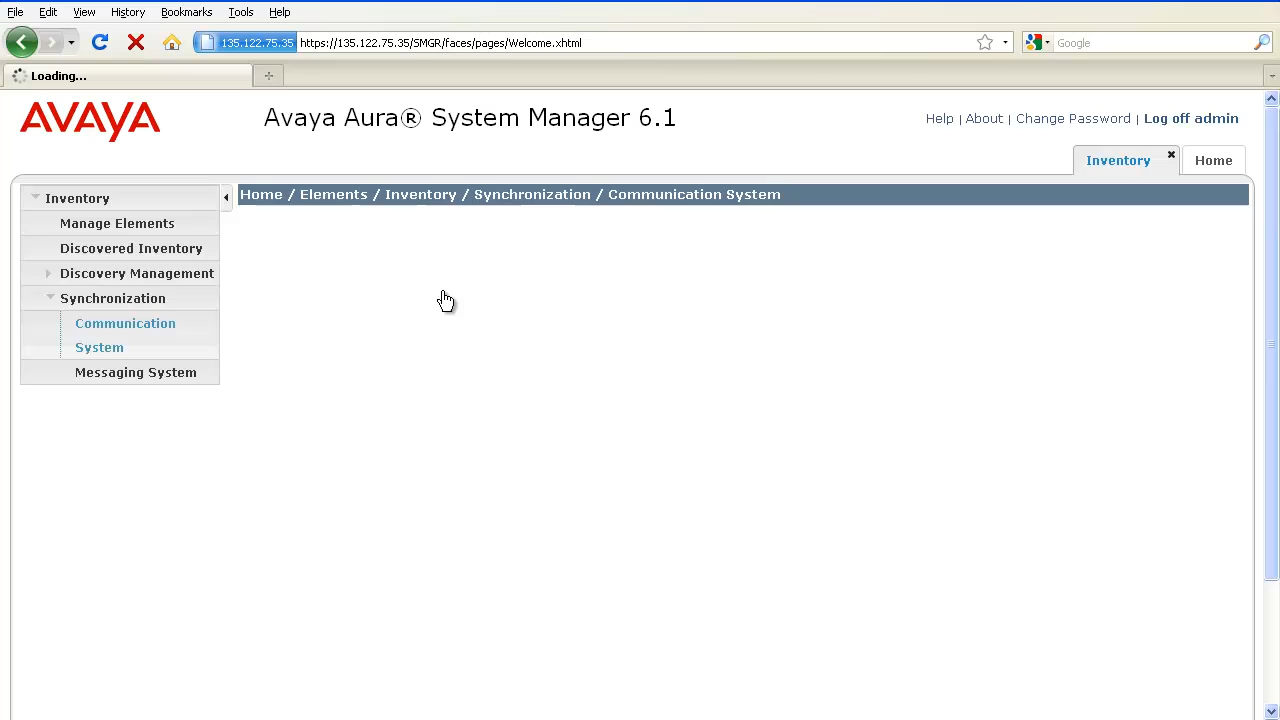 File Edit View History Bookmarks Tools Help
135.122.75.35 https://135.122.75.35/SMGR/faces/pages/Welcome.xhtml
Google
Loading...
AVAYA
Avaya Aura® System Manager 6.1
Help | About | Change Password | Log off admin
Inventory Home
Home / Elements / Inventory / Synchronization / Communication System
Inventory
Manage Elements
Discovered Inventory
Discovery Management
Synchronization
Communication
System
Messaging System